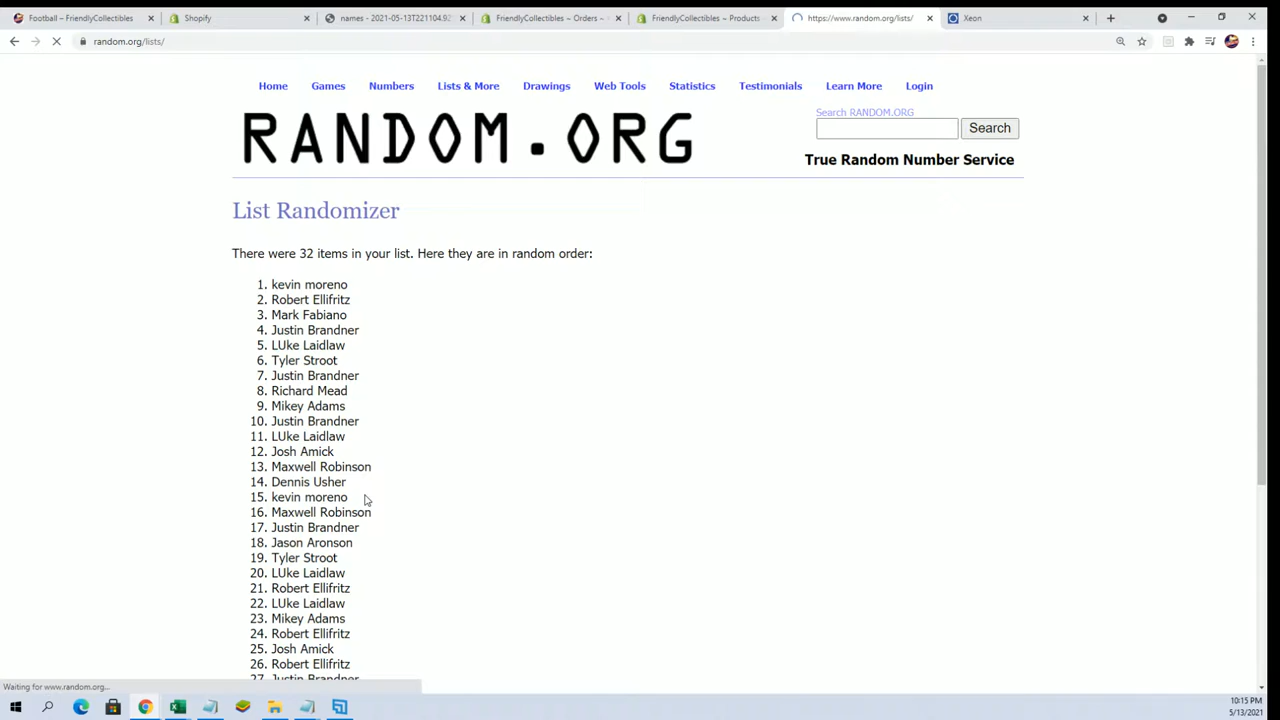 Football – FriendlyCollectibles
Shopify
names - 2021-05-13T221104.92
FriendlyCollectibles ~ Orders ~
FriendlyCollectibles ~ Products
https://www.random.org/lists/
Xeon
random.org/lists/
Home Games Numbers Lists & More Drawings Web Tools Statistics Testimonials Learn More Login
Search RANDOM.ORG
RANDOM.ORG
Search
True Random Number Service
List Randomizer
There were 32 items in your list. Here they are in random order:
1. kevin moreno
2. Robert Ellifritz
3. Mark Fabiano
4. Justin Brandner
5. LUke Laidlaw
6. Tyler Stroot
7. Justin Brandner
8. Richard Mead
9. Mikey Adams
10. Justin Brandner
11. LUke Laidlaw
12. Josh Amick
13. Maxwell Robinson
14. Dennis Usher
15. kevin moreno
16. Maxwell Robinson
17. Justin Brandner
18. Jason Aronson
19. Tyler Stroot
20. LUke Laidlaw
21. Robert Ellifritz
22. LUke Laidlaw
23. Mikey Adams
24. Robert Ellifritz
25. Josh Amick
26. Robert Ellifritz
27. Justin Brandner
Waiting for www.random.org...
10:15 PM
5/13/2021